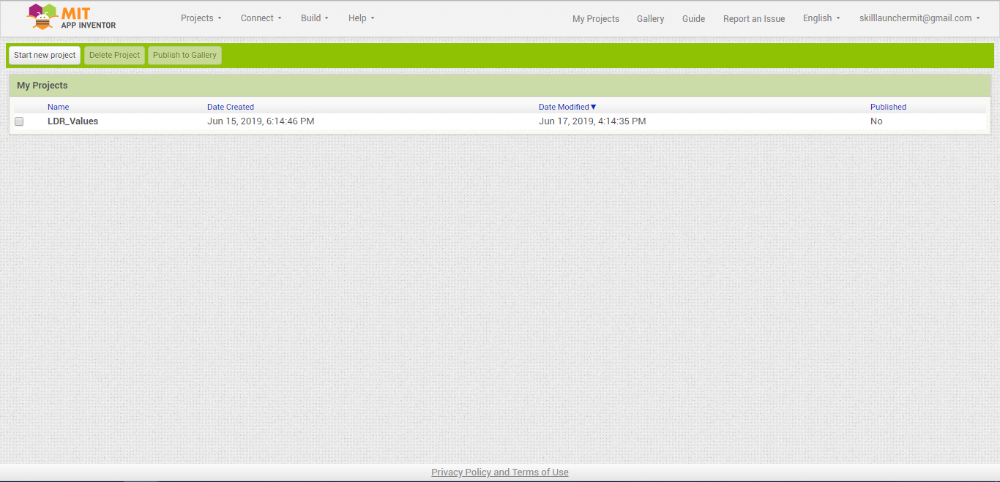 MIT
APP INVENTOR
Projects Connect Build Help My Projects Gallery Guide Report an Issue English skilllaunchermit@gmail.com
Start new project Delete Project Publish to Gallery
My Projects
Name Date Created Date Modified Published
LDR_Values Jun 15, 2019, 6:14:46 PM Jun 17, 2019, 4:14:35 PM No
Privacy Policy and Terms of Use